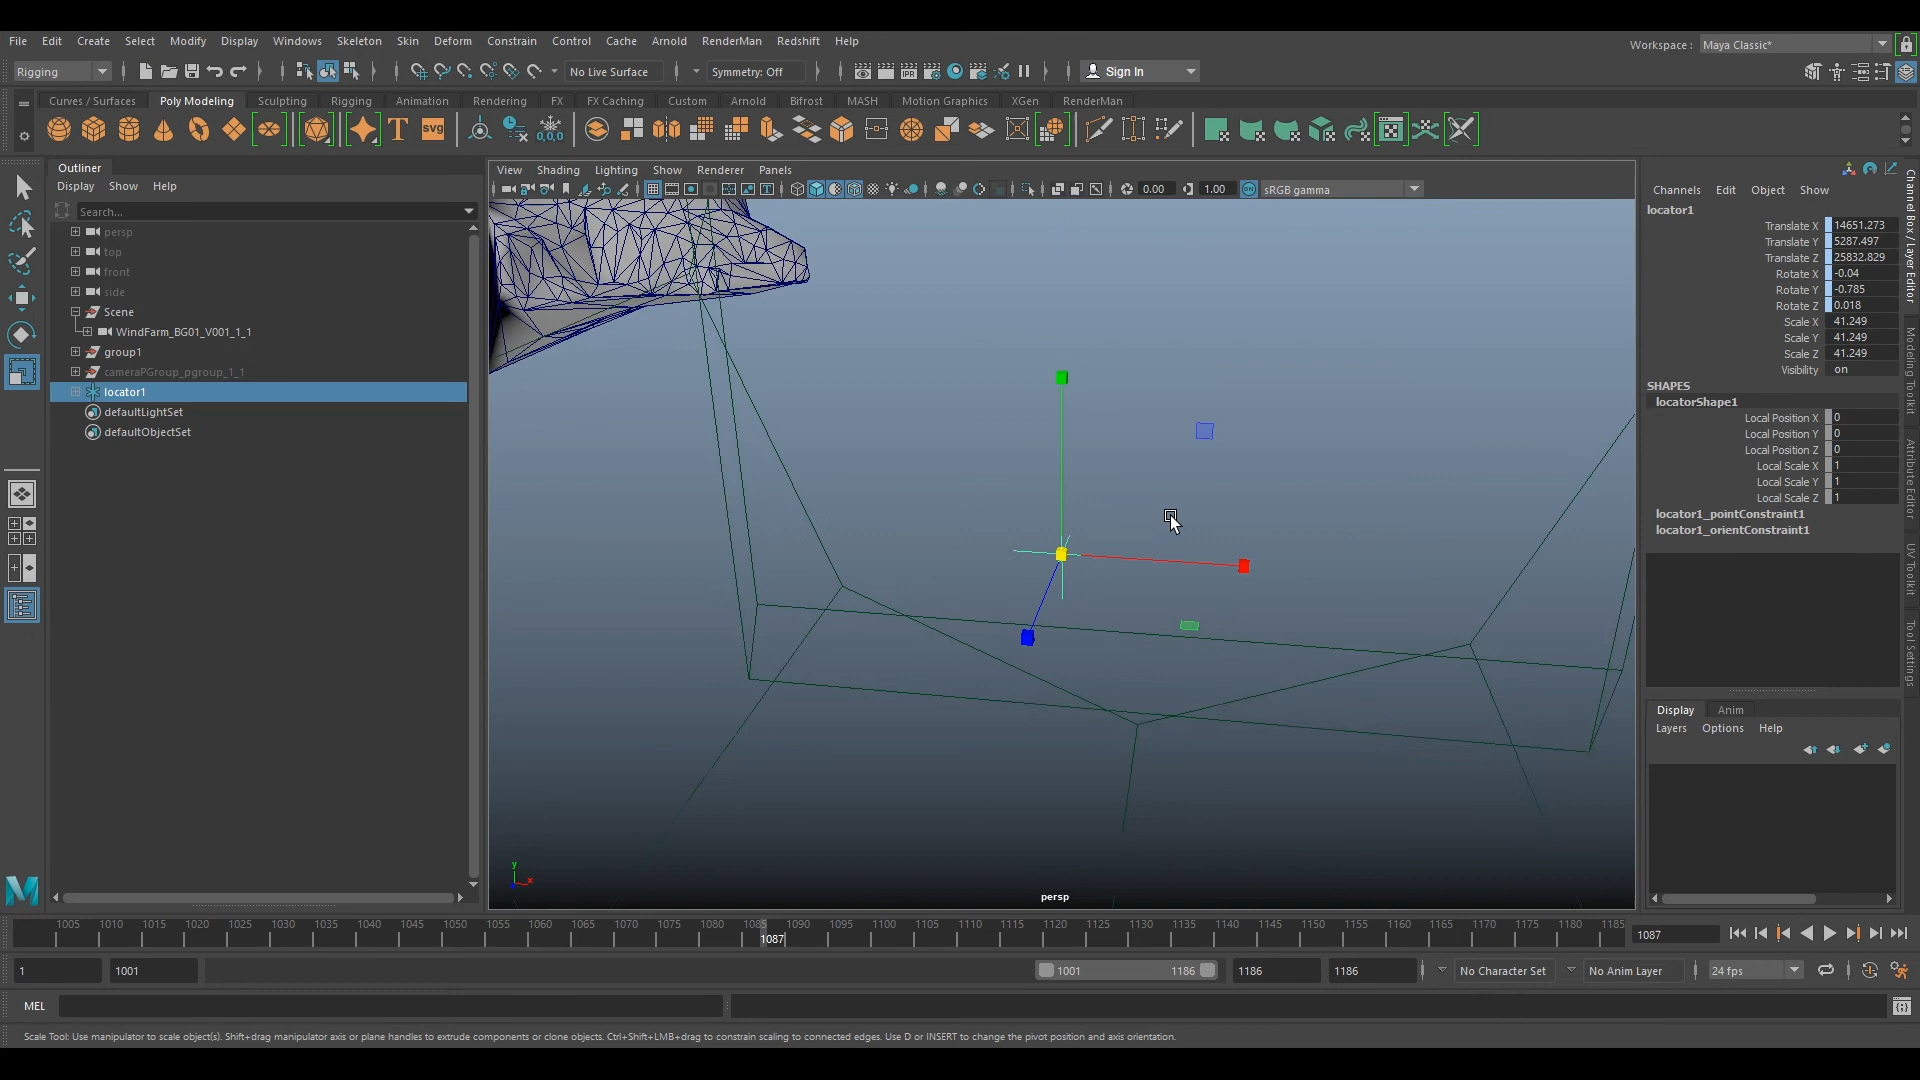 File Edit Create Select Modify Display Windows Skeleton Skin Deform Constrain Control Cache Arnold RenderMan Redshift Help
Workspace : Maya Classic*
Rigging
No Live Surface
Symmetry: Off
Sign In
Curves / Surfaces Poly Modeling Sculpting Rigging Animation Rendering FX FX Caching Custom Arnold Bifrost MASH Motion Graphics XGen RenderMan
Outliner
Display Show Help
Search...
persp
top
front
side
Scene
WindFarm_BG01_V001_1_1
group1
cameraPGroup_pgroup_1_1
locator1
defaultLightSet
defaultObjectSet
View Shading Lighting Show Renderer Panels
0.00 1.00 sRGB gamma
persp
Channels Edit Object Show
locator1
Translate X 14651.273
Translate Y 5287.497
Translate Z 25832.829
Rotate X -0.04
Rotate Y -0.785
Rotate Z 0.018
Scale X 41.249
Scale Y 41.249
Scale Z 41.249
Visibility on
SHAPES
locatorShape1
Local Position X 0
Local Position Y 0
Local Position Z 0
Local Scale X 1
Local Scale Y 1
Local Scale Z 1
locator1_pointConstraint1
locator1_orientConstraint1
Display Anim
Layers Options Help
Channel Box / Layer Editor
Modeling Toolkit
Attribute Editor
UV Toolkit
Tool Settings
1005 1010 1015 1020 1025 1030 1035 1040 1045 1050 1055 1060 1065 1070 1075 1080 1085 1090 1095 1100 1105 1110 1115 1120 1125 1130 1135 1140 1145 1150 1155 1160 1165 1170 1175 1180 1185
1087
1087
1 1001 1001 1186 1186 1186 No Character Set No Anim Layer 24 fps
MEL
Scale Tool: Use manipulator to scale object(s). Shift+drag manipulator axis or plane handles to extrude components or clone objects. Ctrl+Shift+LMB+drag to constrain scaling to connected edges. Use D or INSERT to change the pivot position and axis orientation.